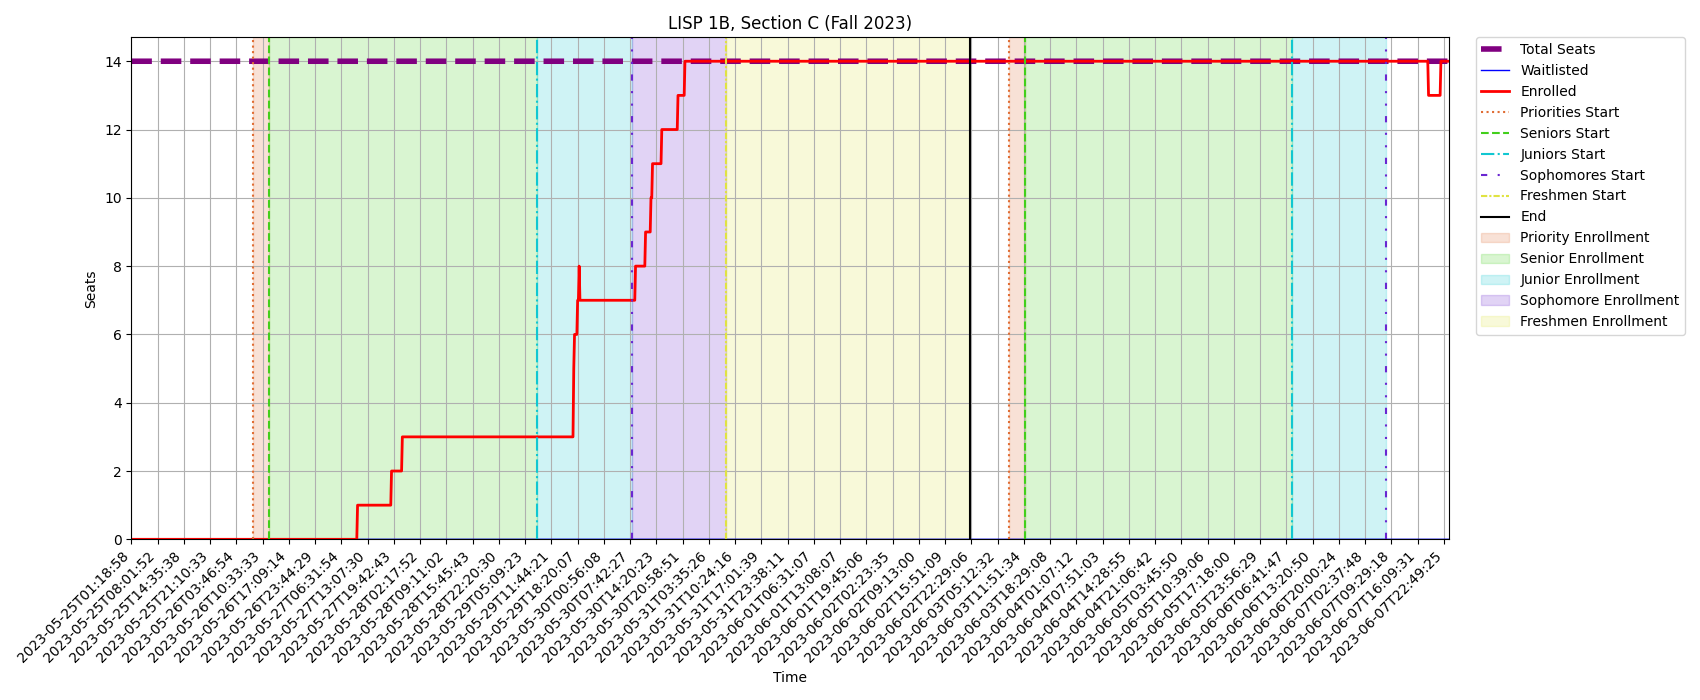 LISP 1B, Section C (Fall 2023)
Seats
14
12
10
8
6
4
2
0
2023-05-25T01:18:58
2023-05-25T08:01:52
2023-05-25T14:35:38
2023-05-25T21:10:33
2023-05-26T03:46:54
2023-05-26T10:33:33
2023-05-26T17:09:14
2023-05-26T23:44:29
2023-05-27T06:31:54
2023-05-27T13:07:30
2023-05-27T19:42:43
2023-05-28T02:17:52
2023-05-28T09:11:02
2023-05-28T15:45:43
2023-05-28T22:20:30
2023-05-29T05:09:23
2023-05-29T11:44:21
2023-05-29T18:20:07
2023-05-30T00:56:08
2023-05-30T07:42:27
2023-05-30T14:20:23
2023-05-30T20:58:51
2023-05-31T03:35:26
2023-05-31T10:24:16
2023-05-31T17:01:39
2023-05-31T23:38:11
2023-06-01T06:31:07
2023-06-01T13:08:07
2023-06-01T19:45:06
2023-06-02T02:23:35
2023-06-02T09:13:00
2023-06-02T15:51:09
2023-06-02T22:29:06
2023-06-03T05:12:32
2023-06-03T11:51:34
2023-06-03T18:29:08
2023-06-04T01:07:12
2023-06-04T07:51:03
2023-06-04T14:28:55
2023-06-04T21:06:42
2023-06-05T03:45:50
2023-06-05T10:39:06
2023-06-05T17:18:00
2023-06-05T23:56:29
2023-06-06T06:41:47
2023-06-06T13:20:50
2023-06-06T20:00:24
2023-06-07T02:37:48
2023-06-07T09:29:18
2023-06-07T16:09:31
2023-06-07T22:49:25
Time
Total Seats
Waitlisted
Enrolled
Priorities Start
Seniors Start
Juniors Start
Sophomores Start
Freshmen Start
End
Priority Enrollment
Senior Enrollment
Junior Enrollment
Sophomore Enrollment
Freshmen Enrollment